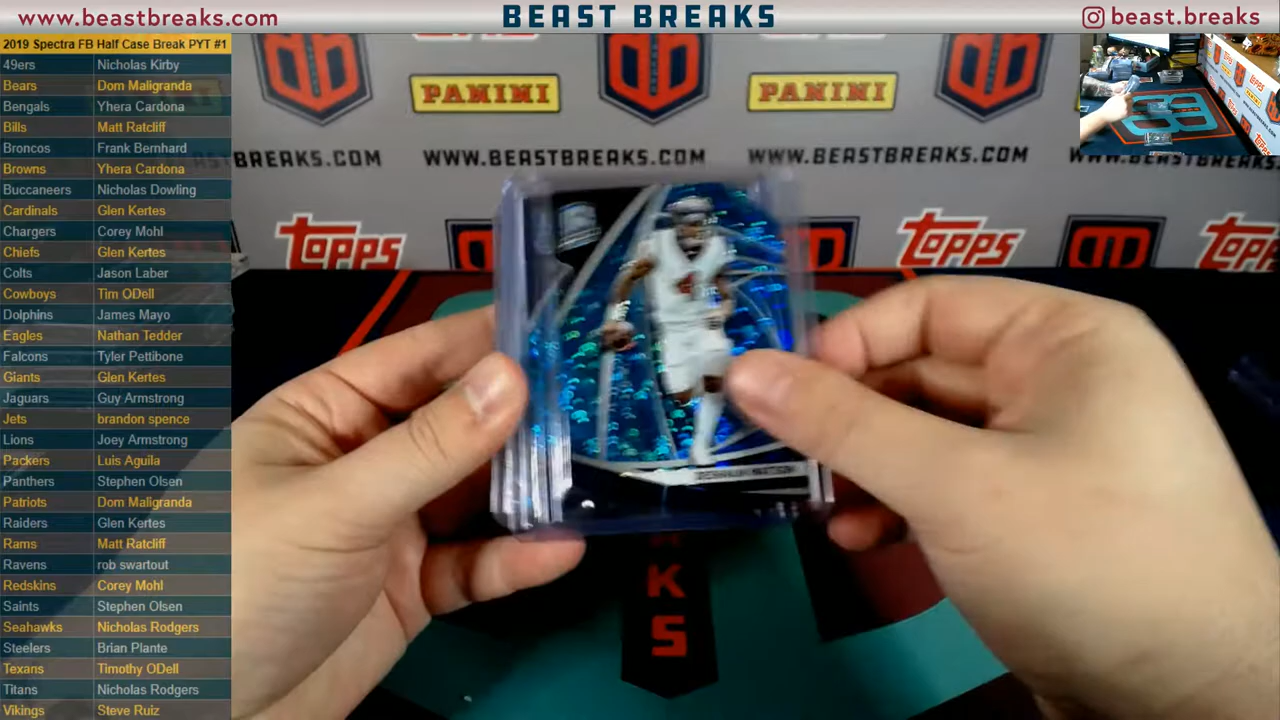 www.beastbreaks.com
BEAST BREAKS
beast.breaks
2019 Spectra FB Half Case Break PYT #1
49ers Nicholas Kirby
Bears Dom Maligranda
Bengals Yhera Cardona
Bills Matt Ratcliff
Broncos Frank Bernhard
Browns Yhera Cardona
Buccaneers Nicholas Dowling
Cardinals Glen Kertes
Chargers Corey Mohl
Chiefs Glen Kertes
Colts Jason Laber
Cowboys Tim ODell
Dolphins James Mayo
Eagles Nathan Tedder
Falcons Tyler Pettibone
Giants Glen Kertes
Jaguars Guy Armstrong
Jets brandon spence
Lions Joey Armstrong
Packers Luis Aguila
Panthers Stephen Olsen
Patriots Dom Maligranda
Raiders Glen Kertes
Rams Matt Ratcliff
Ravens rob swartout
Redskins Corey Mohl
Saints Stephen Olsen
Seahawks Nicholas Rodgers
Steelers Brian Plante
Texans Timothy ODell
Titans Nicholas Rodgers
Vikings Steve Ruiz
PANINI
PANINI
BREAKS.COM
WWW.BEASTBREAKS.COM
WWW.BEASTBREAKS.COM
topps
topps
topps
4
KS